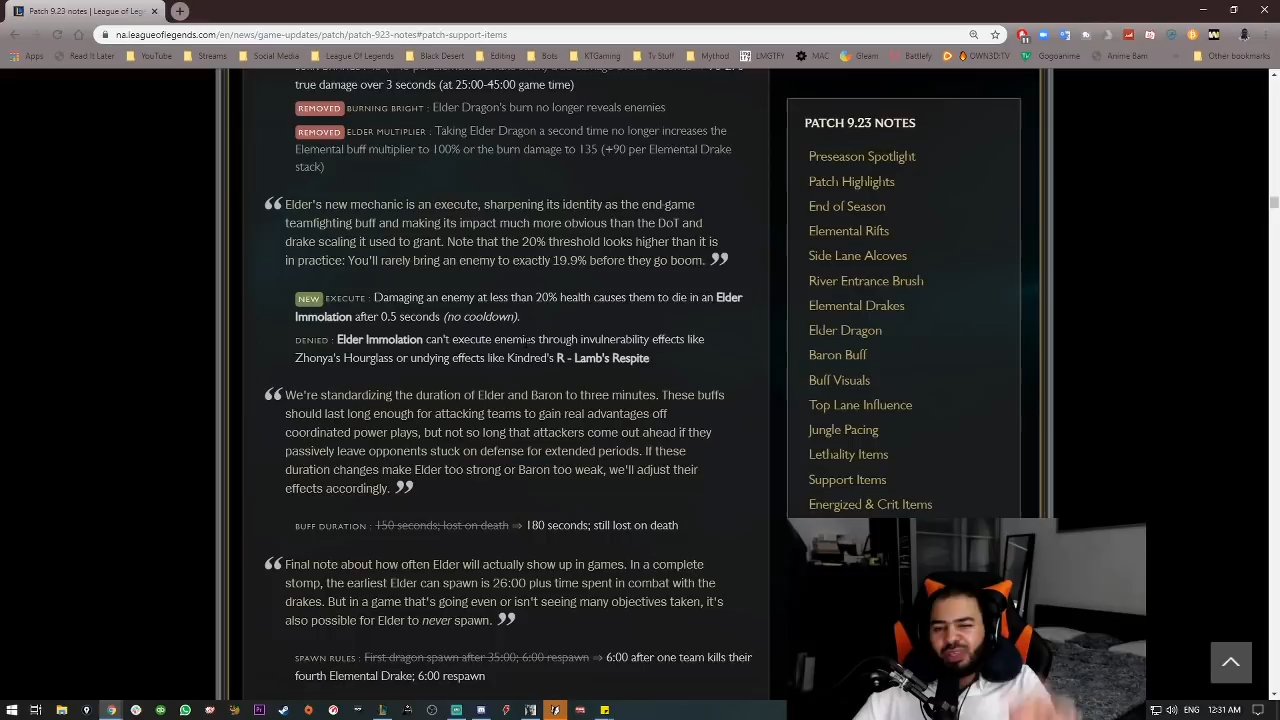 Patch 9.23 notes | League of Le
na.leagueoflegends.com/en/news/game-updates/patch/patch-923-notes#patch-support-items
Apps
Read It Later
YouTube
Streams
Social Media
League Of Legends
Black Desert
Editing
Bots
KTGaming
Tv Stuff
Mythod
LMGTFY
MAC
Gleam
Battlefy
OWN3DTV
Gogoanime
Anime Bam
Other bookmarks
true damage over 3 seconds (at 25:00-45:00 game time)
REMOVED BURNING BRIGHT : Elder Dragon's burn no longer reveals enemies
REMOVED ELDER MULTIPLIER : Taking Elder Dragon a second time no longer increases the
Elemental buff multiplier to 100% or the burn damage to 135 (+90 per Elemental Drake
stack)
Elder's new mechanic is an execute, sharpening its identity as the end-game
teamfighting buff and making its impact much more obvious than the DoT and
drake scaling it used to grant. Note that the 20% threshold looks higher than it is
in practice: You'll rarely bring an enemy to exactly 19.9% before they go boom.
NEW EXECUTE : Damaging an enemy at less than 20% health causes them to die in an Elder
Immolation after 0.5 seconds (no cooldown).
DENIED : Elder Immolation can't execute enemies through invulnerability effects like
Zhonya's Hourglass or undying effects like Kindred's R - Lamb's Respite
We're standardizing the duration of Elder and Baron to three minutes. These buffs
should last long enough for attacking teams to gain real advantages off
coordinated power plays, but not so long that attackers come out ahead if they
passively leave opponents stuck on defense for extended periods. If these
duration changes make Elder too strong or Baron too weak, we'll adjust their
effects accordingly.
BUFF DURATION : 150 seconds; lost on death ⇒ 180 seconds; still lost on death
Final note about how often Elder will actually show up in games. In a complete
stomp, the earliest Elder can spawn is 26:00 plus time spent in combat with the
drakes. But in a game that's going even or isn't seeing many objectives taken, it's
also possible for Elder to never spawn.
SPAWN RULES : First dragon spawn after 35:00; 6:00 respawn ⇒ 6:00 after one team kills their
fourth Elemental Drake; 6:00 respawn
PATCH 9.23 NOTES
Preseason Spotlight
Patch Highlights
End of Season
Elemental Rifts
Side Lane Alcoves
River Entrance Brush
Elemental Drakes
Elder Dragon
Baron Buff
Buff Visuals
Top Lane Influence
Jungle Pacing
Lethality Items
Support Items
Energized & Crit Items
ENG
12:31 AM